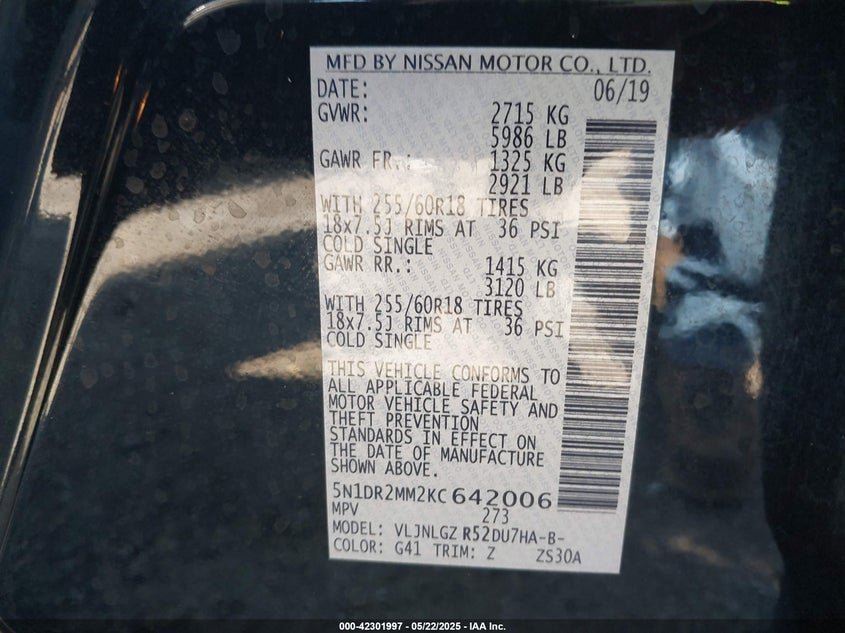 MFD BY NISSAN MOTOR CO., LTD.
DATE: 06/19
GVWR: 2715 KG
5986 LB
GAWR FR.: 1325 KG
2921 LB
WITH 255/60R18 TIRES
18x7.5J RIMS AT 36 PSI
COLD SINGLE
GAWR RR.: 1415 KG
3120 LB
WITH 255/60R18 TIRES
18x7.5J RIMS AT 36 PSI
COLD SINGLE
THIS VEHICLE CONFORMS TO
ALL APPLICABLE FEDERAL
MOTOR VEHICLE SAFETY AND
THEFT PREVENTION
STANDARDS IN EFFECT ON
THE DATE OF MANUFACTURE
SHOWN ABOVE.
5N1DR2MM2KC642006
MPV 273
MODEL: VLJNLGZ R52DU7HA-B-
COLOR: G41 TRIM: Z ZS30A
000-42301997 - 05/22/2025 - IAA Inc.